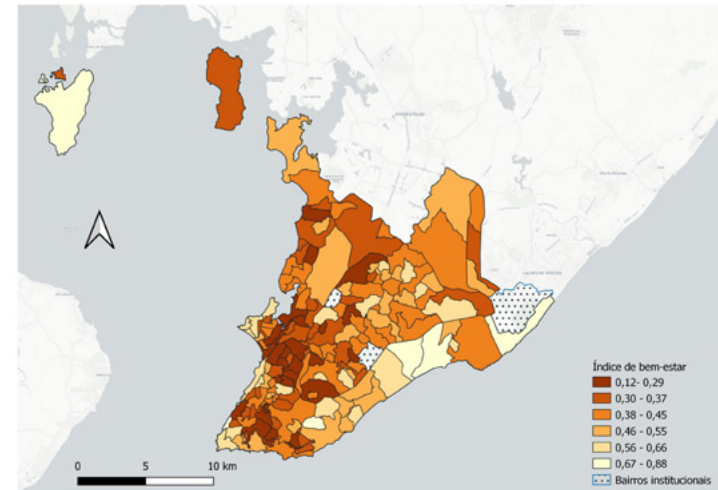 Índice de bem-estar
0,12- 0,29
0,30 - 0,37
0,38 - 0,45
0,46 - 0,55
0,56 - 0,66
0,67 - 0,88
Bairros institucionais
0 5 10 km